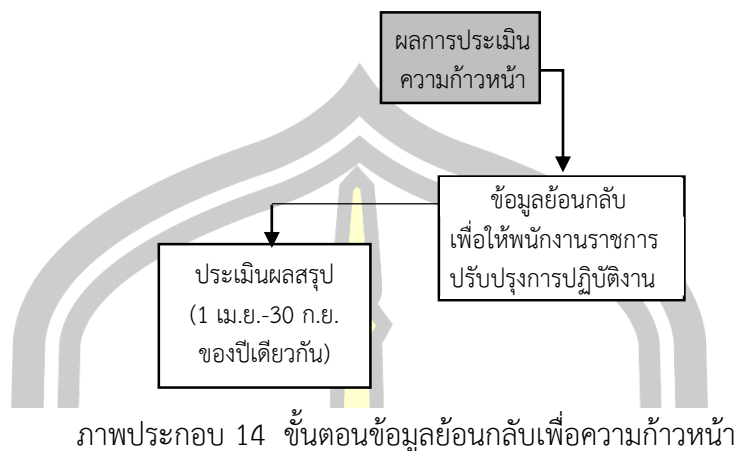 ผลการประเมิน
ความก้าวหน้า
ข้อมูลย้อนกลับ
เพื่อให้พนักงานราชการ
ปรับปรุงการปฏิบัติงาน
ประเมินผลสรุป
(1 เม.ย.-30 ก.ย.
ของปีเดียวกัน)
ภาพประกอบ 14 ขั้นตอนข้อมูลย้อนกลับเพื่อความก้าวหน้า